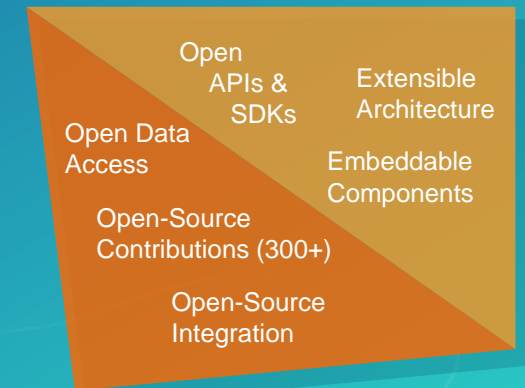 Open
APIs &
SDKs
Extensible
Architecture
Open Data
Access
Embeddable
Components
Open-Source
Contributions (300+)
Open-Source
Integration